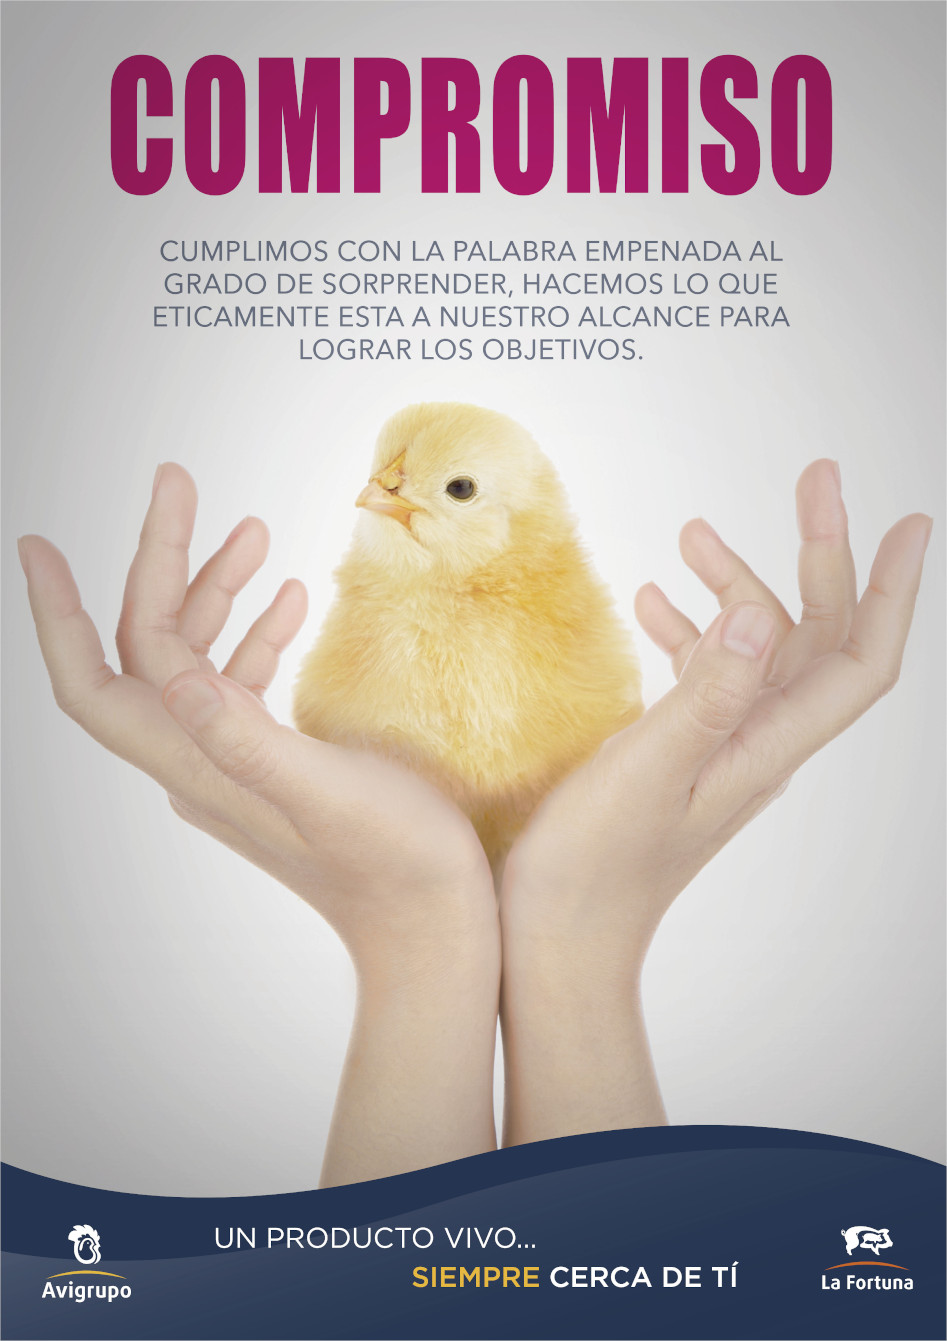 COMPROMISO
CUMPLIMOS CON LA PALABRA EMPENADA AL
GRADO DE SORPRENDER, HACEMOS LO QUE
ETICAMENTE ESTA A NUESTRO ALCANCE PARA
LOGRAR LOS OBJETIVOS.
UN PRODUCTO VIVO...
SIEMPRE CERCA DE TÍ
Avigrupo
La Fortuna